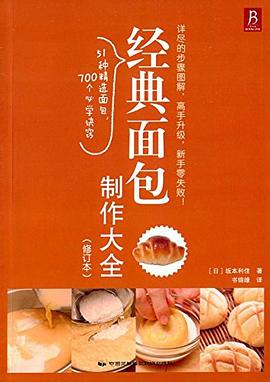 详尽的步骤图解，高手升级，新手零失败！
51种精选面包，
700个必学诀窍
经典面包
制作大全
（修订本）
［日］坂本利佳 著
书锦缘 译